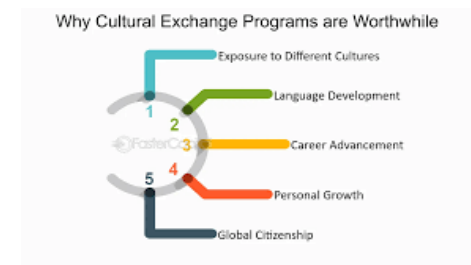 Why Cultural Exchange Programs are Worthwhile
1 Exposure to Different Cultures
2 Language Development
3 Career Advancement
4 Personal Growth
5 Global Citizenship